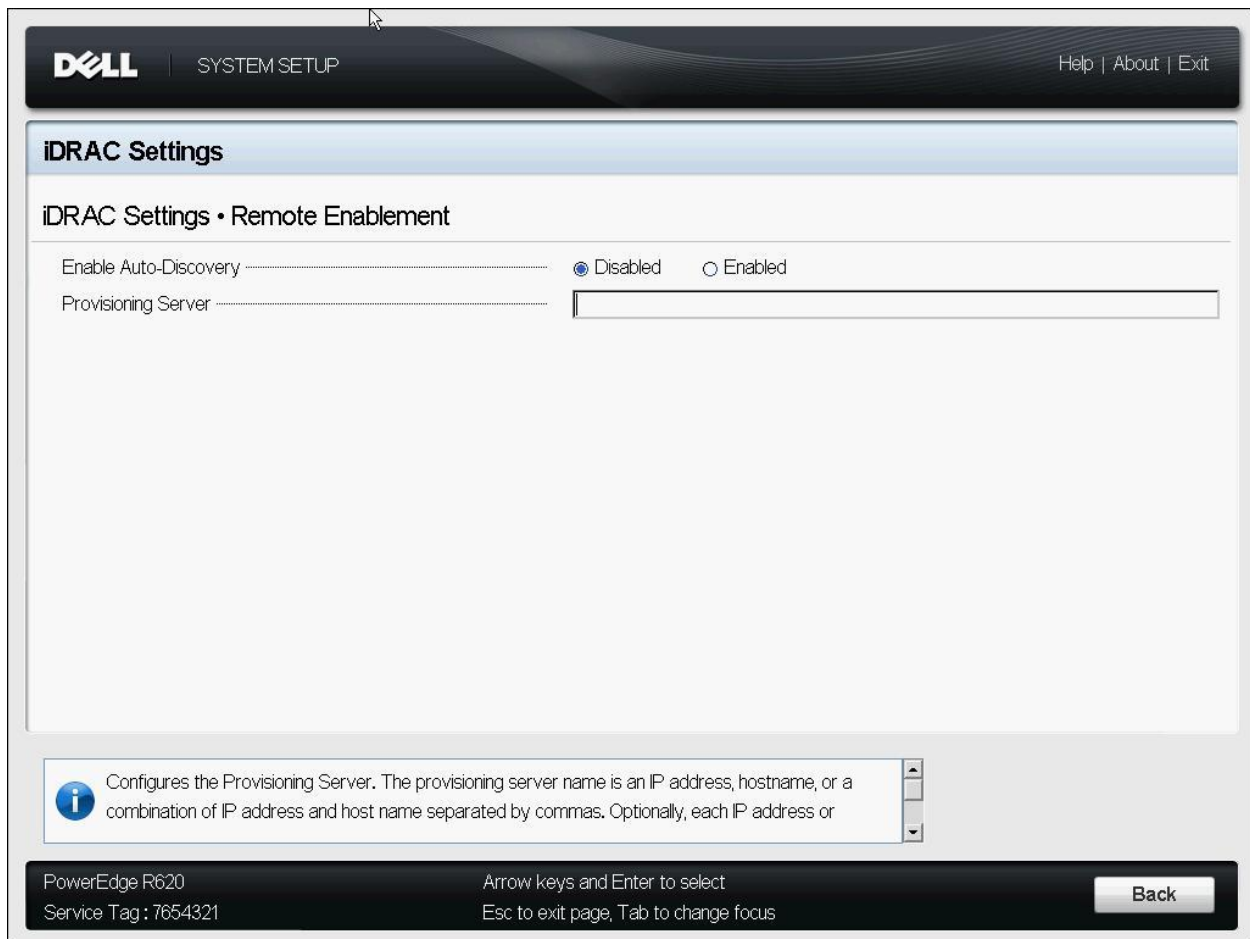 DELL
SYSTEM SETUP
Help | About | Exit
iDRAC Settings
iDRAC Settings • Remote Enablement
Enable Auto-Discovery
Disabled
Enabled
Provisioning Server
Configures the Provisioning Server. The provisioning server name is an IP address, hostname, or a
combination of IP address and host name separated by commas. Optionally, each IP address or
PowerEdge R620
Service Tag : 7654321
Arrow keys and Enter to select
Esc to exit page, Tab to change focus
Back